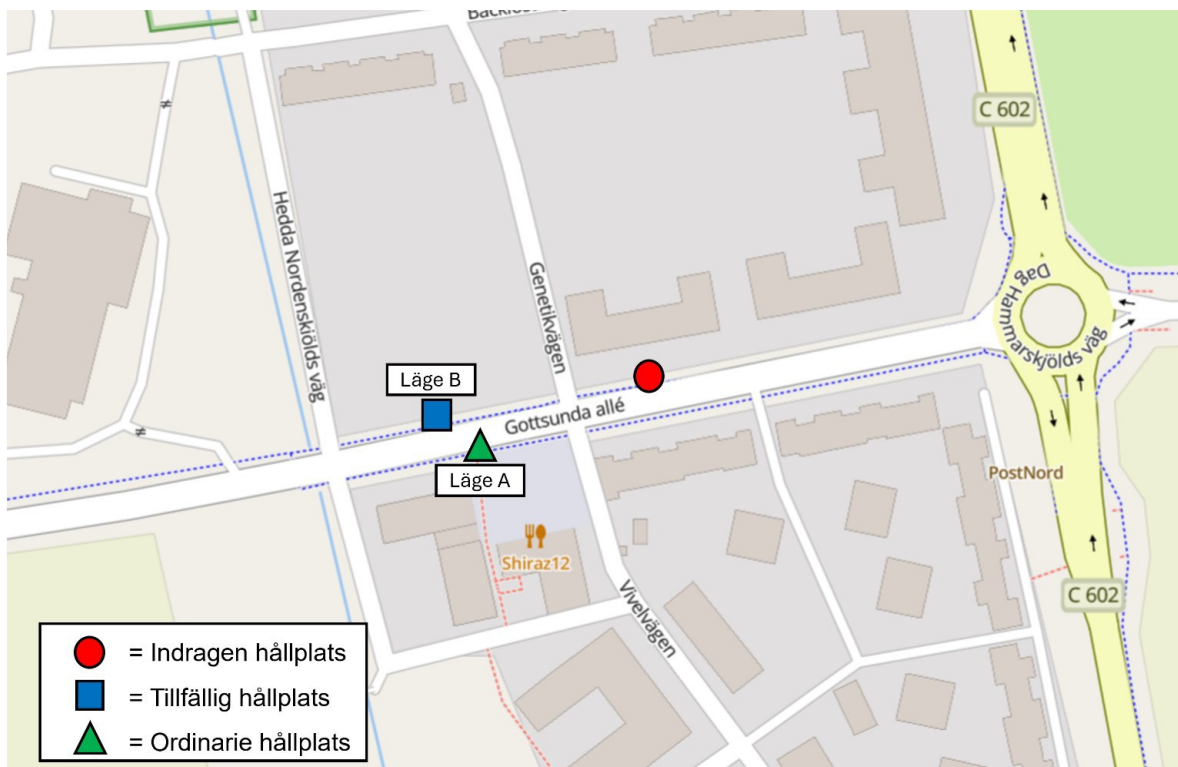 C 602
Hedda Nordenskiölds väg
Genetikvägen
Dag Hammarskjölds väg
Läge B
Gottsunda allé
Läge A
PostNord
Shiraz12
Vivelvägen
C 602
= Indragen hållplats
= Tillfällig hållplats
= Ordinarie hållplats